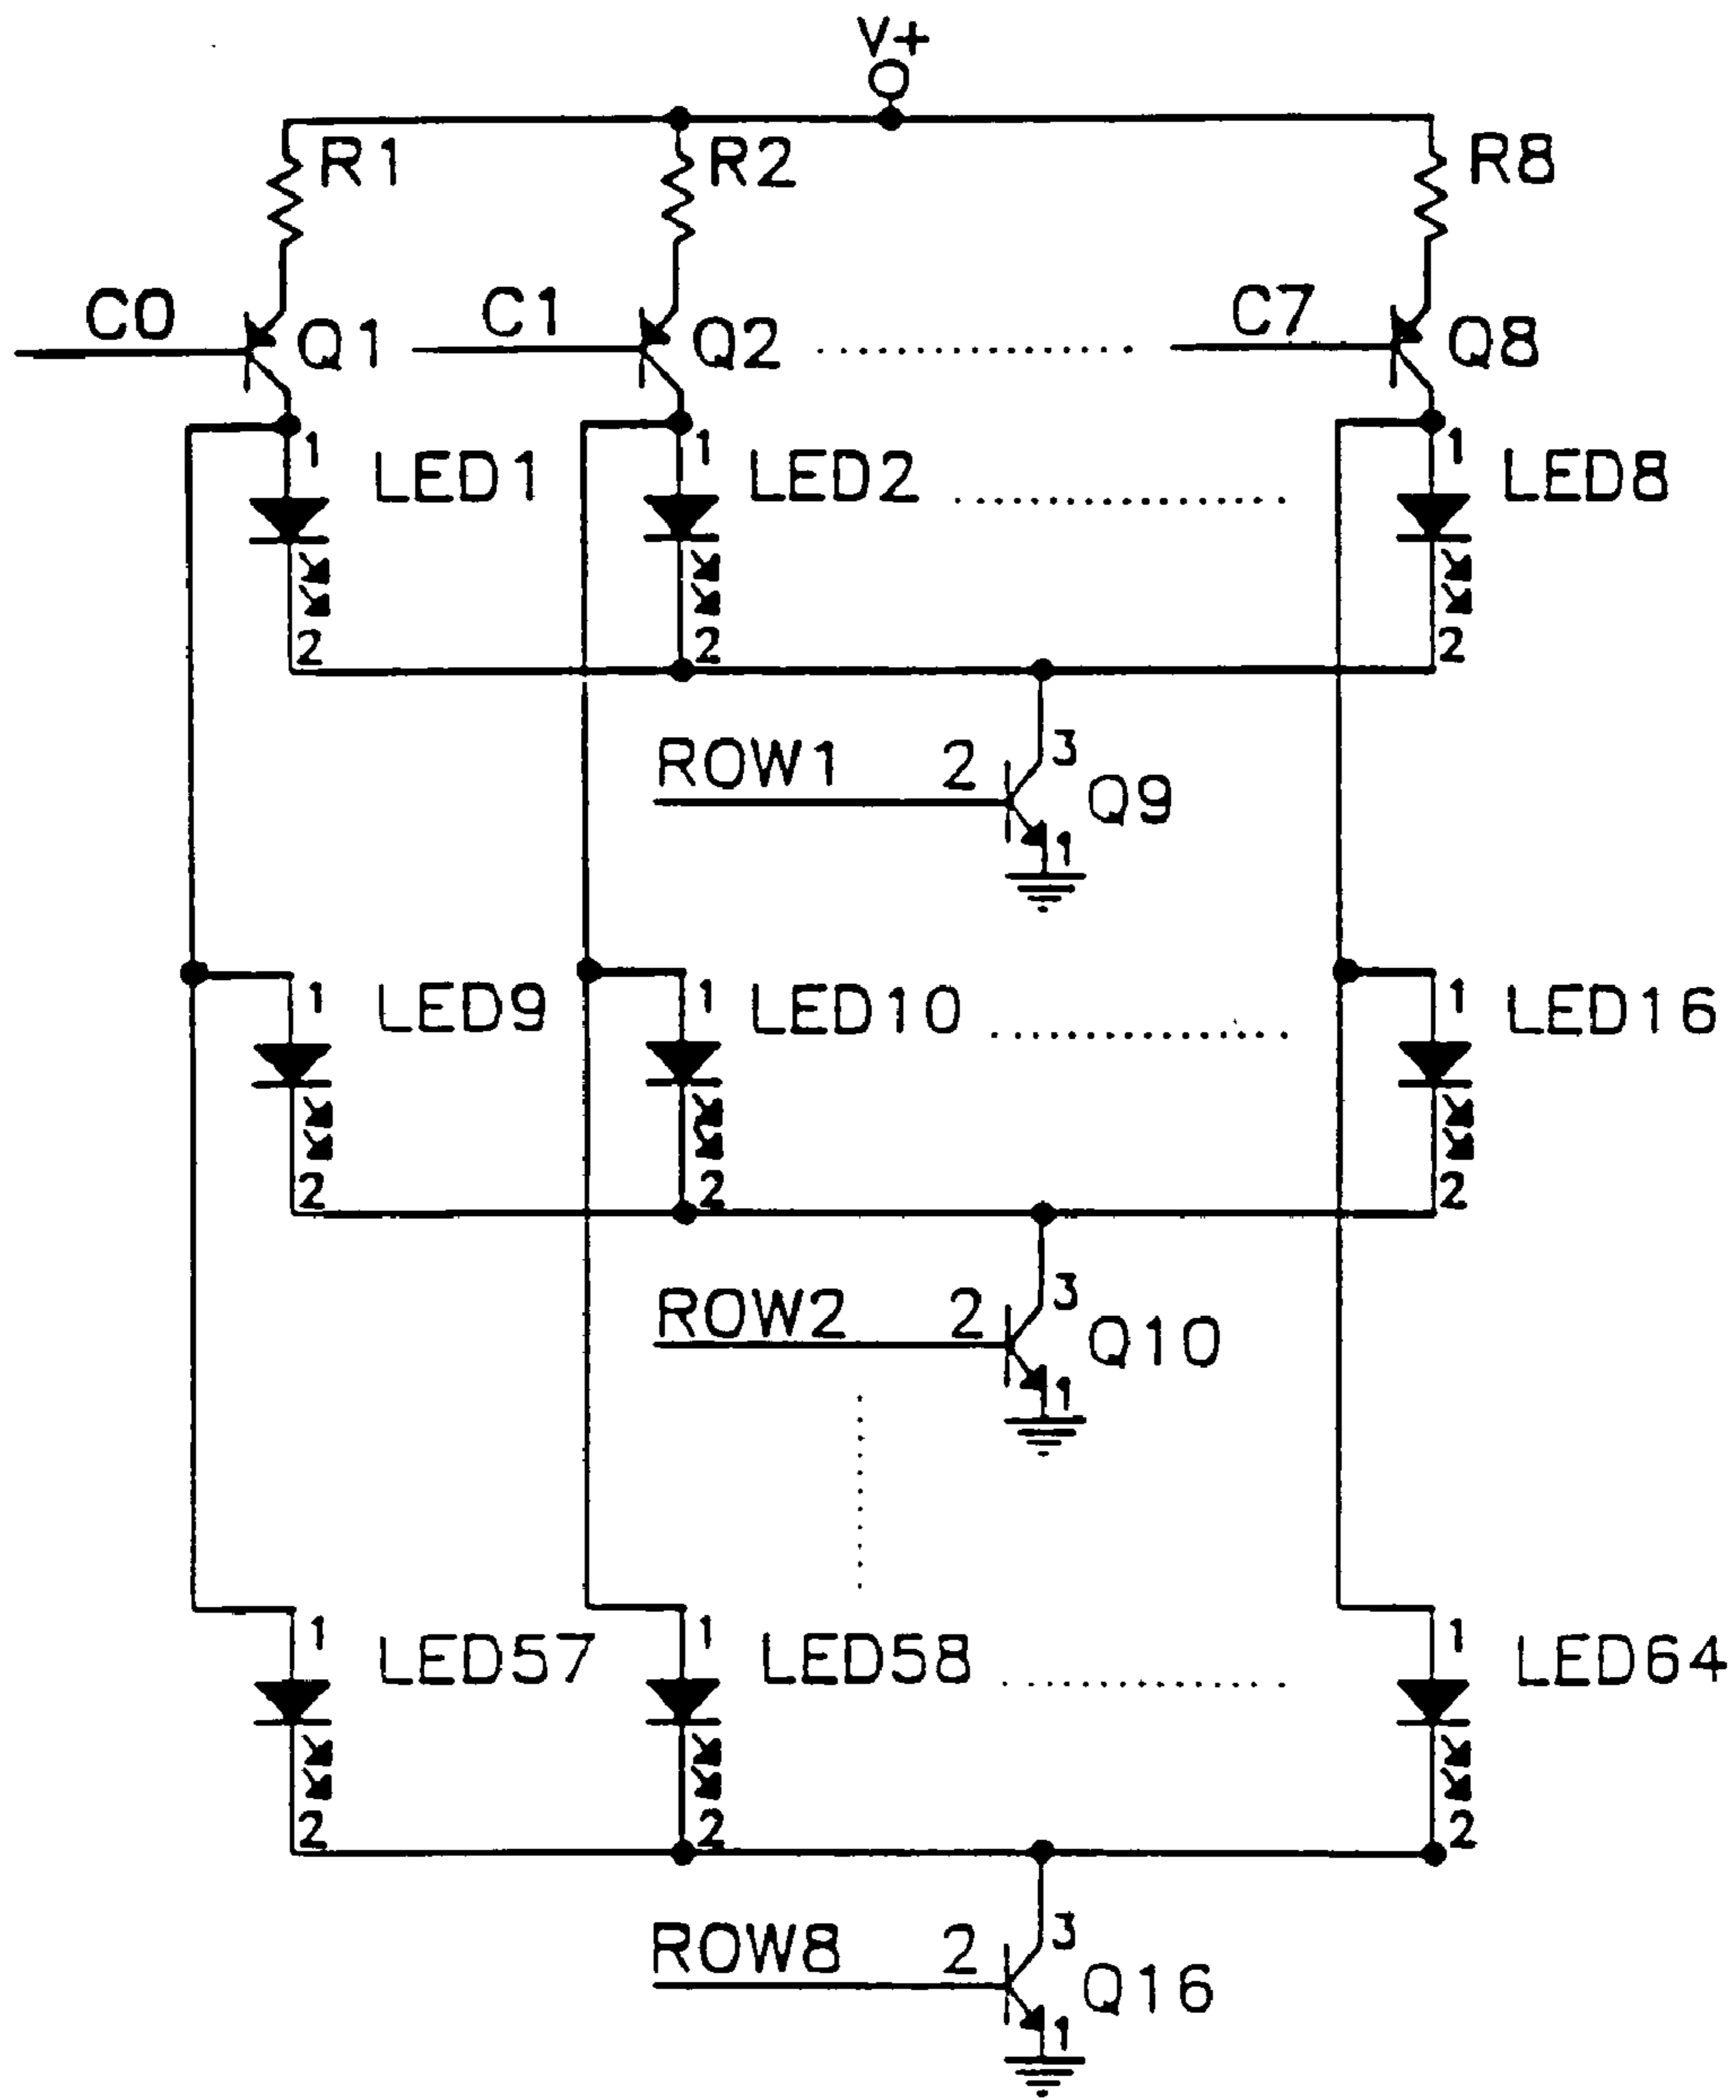 V+
R1 R2 R8
C0 Q1 C1 Q2 C7 Q8
1 LED1 1 LED2 1 LED8
2 2 2
ROW1 2 3 Q9
1
1 LED9 1 LED10 1 LED16
2 2 2
ROW2 2 3 Q10
1
1 LED57 1 LED58 1 LED64
2 2 2
ROW8 2 3 Q16
1